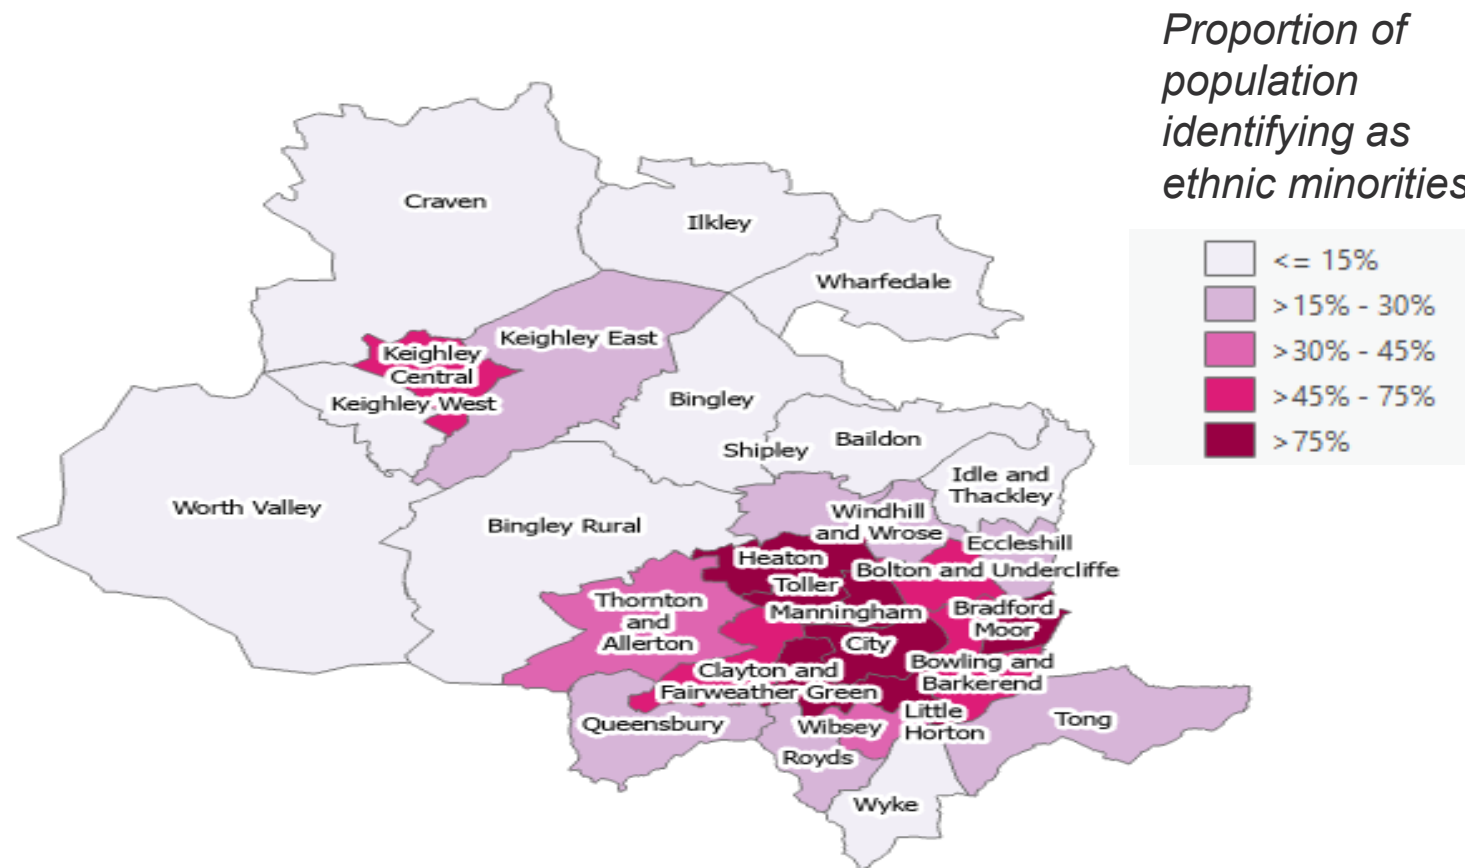 Proportion of
population
identifying as
ethnic minorities
<= 15%
>15% - 30%
>30% - 45%
>45% - 75%
>75%
Craven
Ilkley
Wharfedale
Keighley East
Keighley
Central
Keighley West
Bingley
Baildon
Shipley
Idle and
Thackley
Worth Valley
Bingley Rural
Windhill
and Wrose
Eccleshill
Heaton
Bolton and Undercliffe
Toller
Thornton
and
Allerton
Manningham
Bradford
Moor
City
Clayton and
Fairweather Green
Bowling and
Barkerend
Little
Horton
Queensbury
Wibsey
Tong
Royds
Wyke